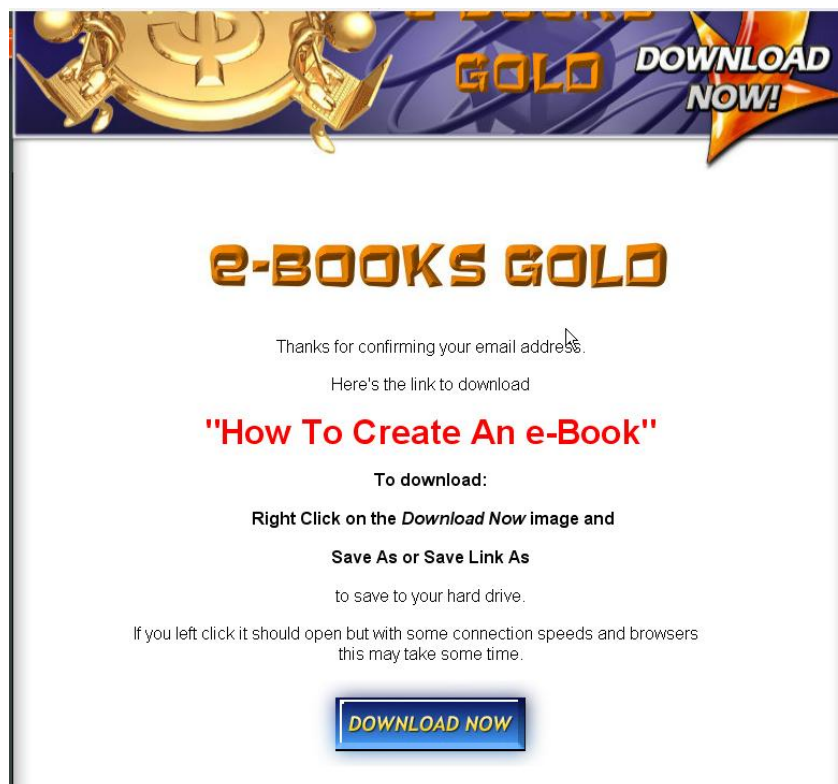 e-BOOKS
GOLD
DOWNLOAD
NOW!
e-BOOKS GOLD
Thanks for confirming your email address.
Here's the link to download
"How To Create An e-Book"
To download:
Right Click on the Download Now image and
Save As or Save Link As
to save to your hard drive.
If you left click it should open but with some connection speeds and browsers
this may take some time.
DOWNLOAD NOW